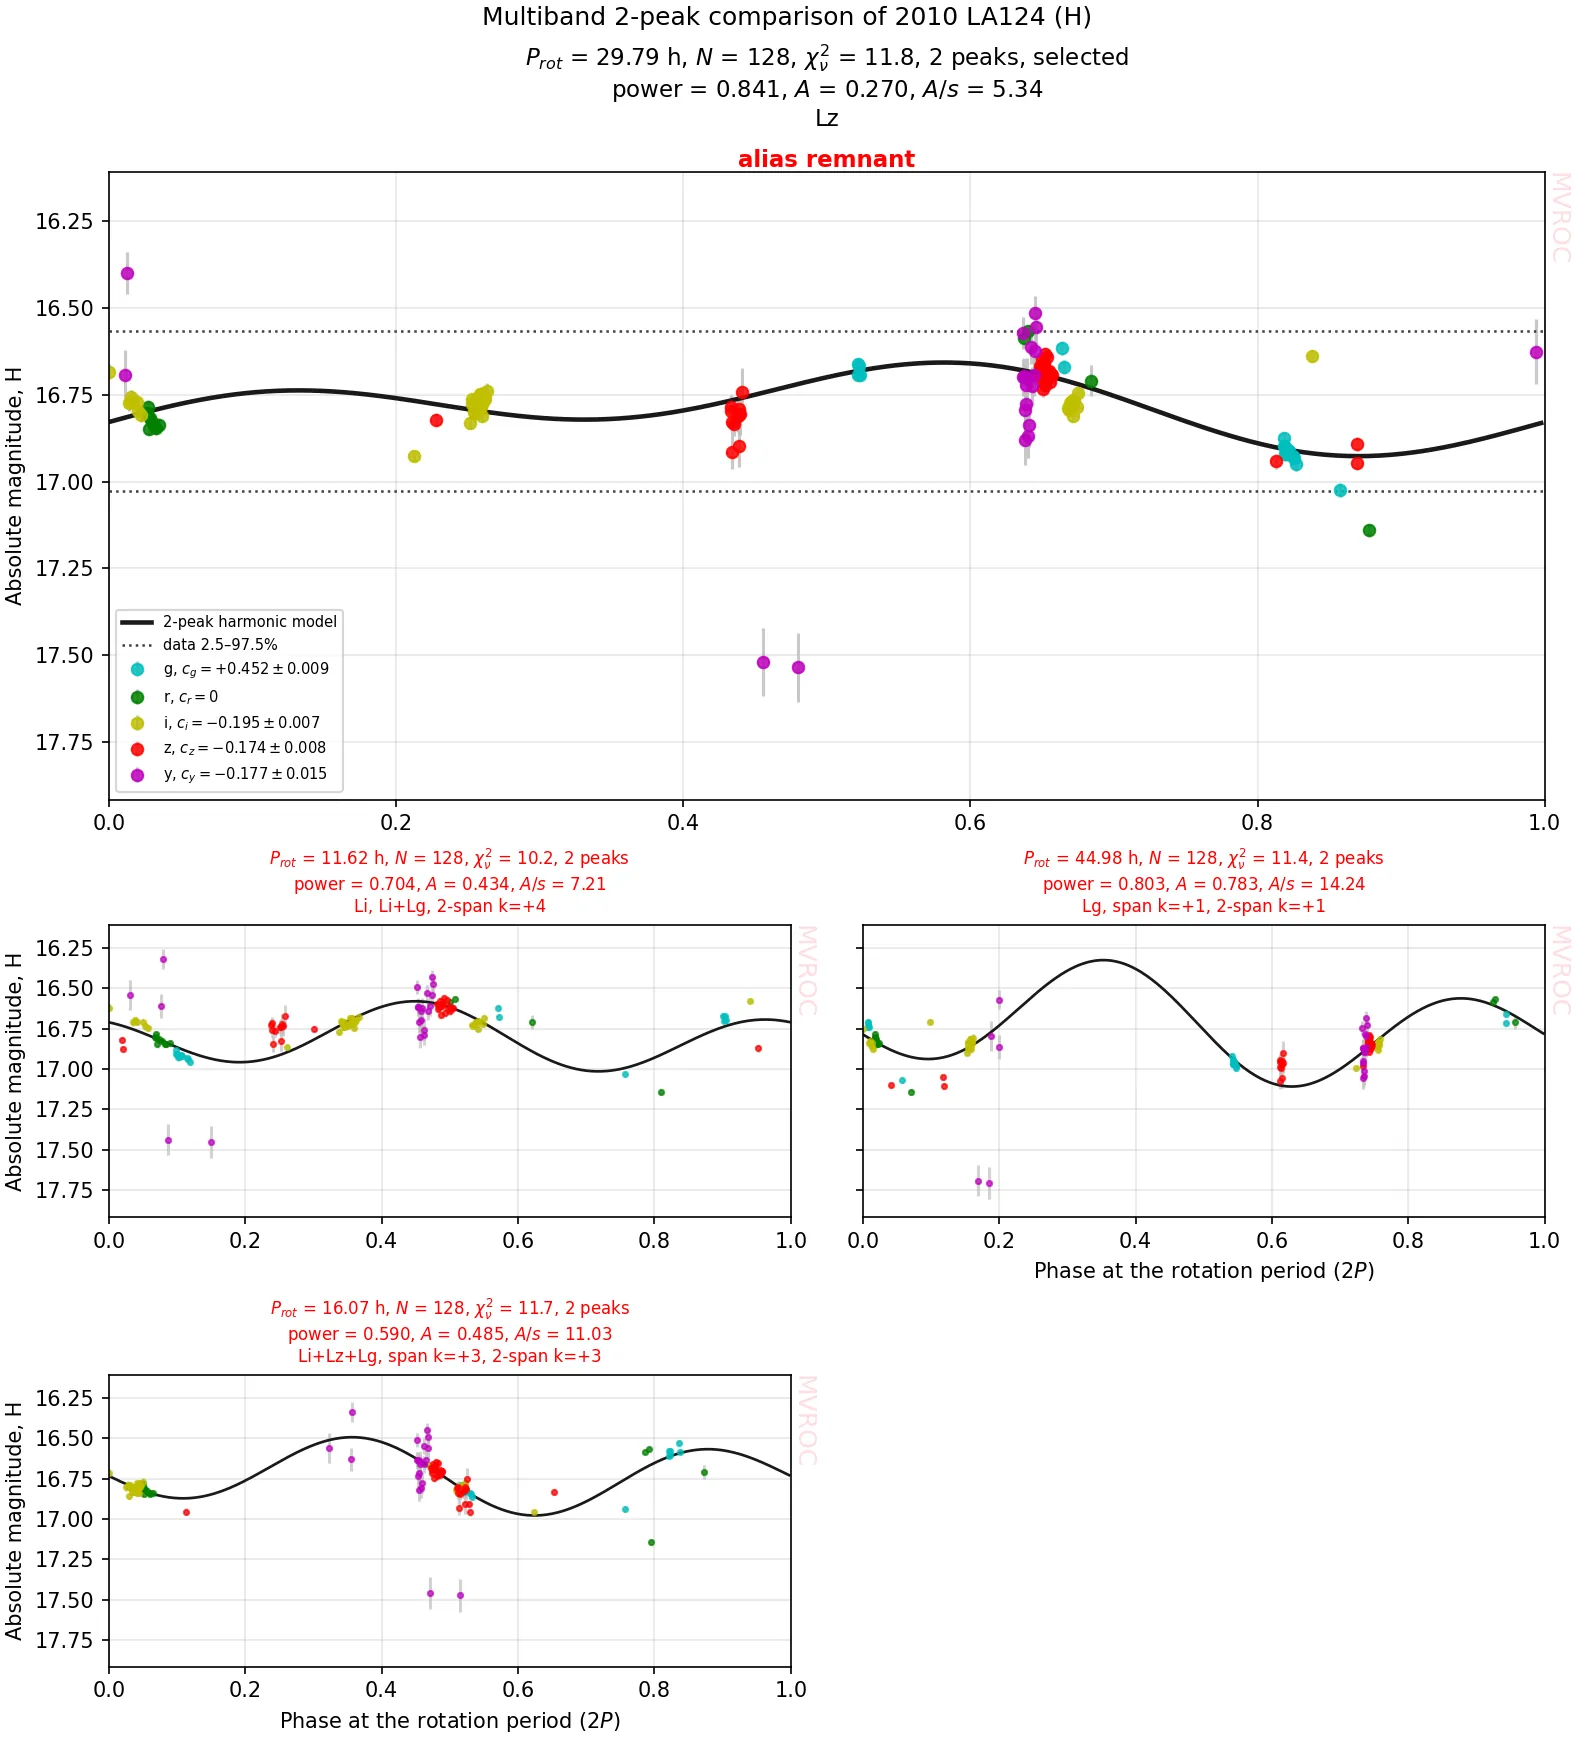 Multiband 2-peak comparison of 2010 LA124 (H)
P_rot = 29.79 h, N = 128, χ²_ν = 11.8, 2 peaks, selected
power = 0.841, A = 0.270, A/s = 5.34
Lz
alias remnant
MVROC
Absolute magnitude, H
16.25
16.50
16.75
17.00
17.25
17.50
17.75
2-peak harmonic model
data 2.5–97.5%
g, c_g = +0.452 ± 0.009
r, c_r = 0
i, c_i = −0.195 ± 0.007
z, c_z = −0.174 ± 0.008
y, c_y = −0.177 ± 0.015
0.0 0.2 0.4 0.6 0.8 1.0
P_rot = 11.62 h, N = 128, χ²_ν = 10.2, 2 peaks
power = 0.704, A = 0.434, A/s = 7.21
Li, Li+Lg, 2-span k=+4
MVROC
Absolute magnitude, H
16.25
16.50
16.75
17.00
17.25
17.50
17.75
0.0 0.2 0.4 0.6 0.8 1.0
P_rot = 44.98 h, N = 128, χ²_ν = 11.4, 2 peaks
power = 0.803, A = 0.783, A/s = 14.24
Lg, span k=+1, 2-span k=+1
MVROC
0.0 0.2 0.4 0.6 0.8 1.0
Phase at the rotation period (2P)
P_rot = 16.07 h, N = 128, χ²_ν = 11.7, 2 peaks
power = 0.590, A = 0.485, A/s = 11.03
Li+Lz+Lg, span k=+3, 2-span k=+3
MVROC
Absolute magnitude, H
16.25
16.50
16.75
17.00
17.25
17.50
17.75
0.0 0.2 0.4 0.6 0.8 1.0
Phase at the rotation period (2P)